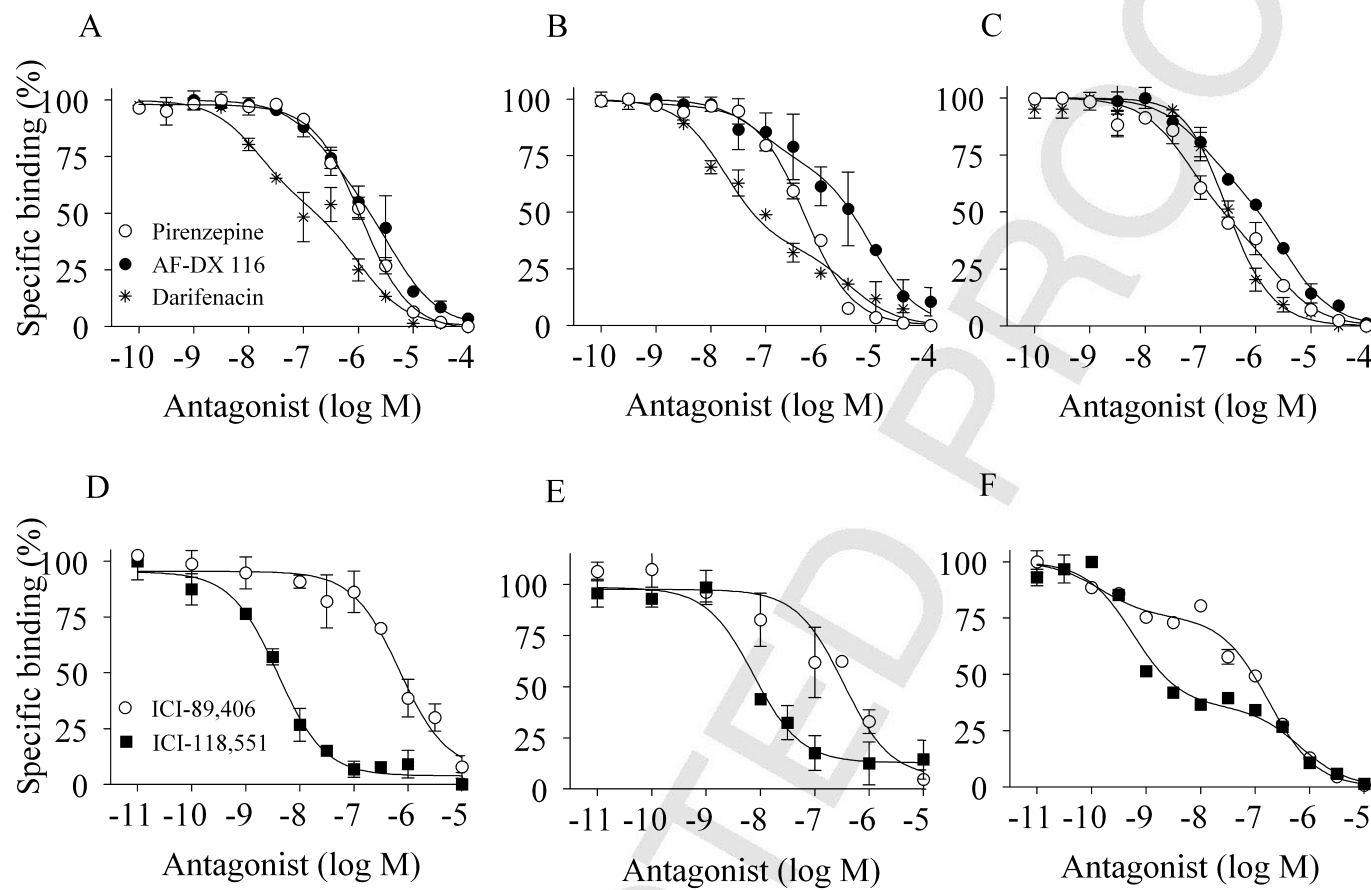 A
B
C
Specific binding (%)
100
75
50
25
0
Pirenzepine
AF-DX 116
Darifenacin
-10 -9 -8 -7 -6 -5 -4
Antagonist (log M)
100
75
50
25
0
-10 -9 -8 -7 -6 -5 -4
Antagonist (log M)
100
75
50
25
0
-10 -9 -8 -7 -6 -5 -4
Antagonist (log M)
D
E
F
Specific binding (%)
100
75
50
25
0
ICI-89,406
ICI-118,551
-11 -10 -9 -8 -7 -6 -5
Antagonist (log M)
100
75
50
25
0
-11 -10 -9 -8 -7 -6 -5
Antagonist (log M)
100
75
50
25
0
-11 -10 -9 -8 -7 -6 -5
Antagonist (log M)
PTED PROO